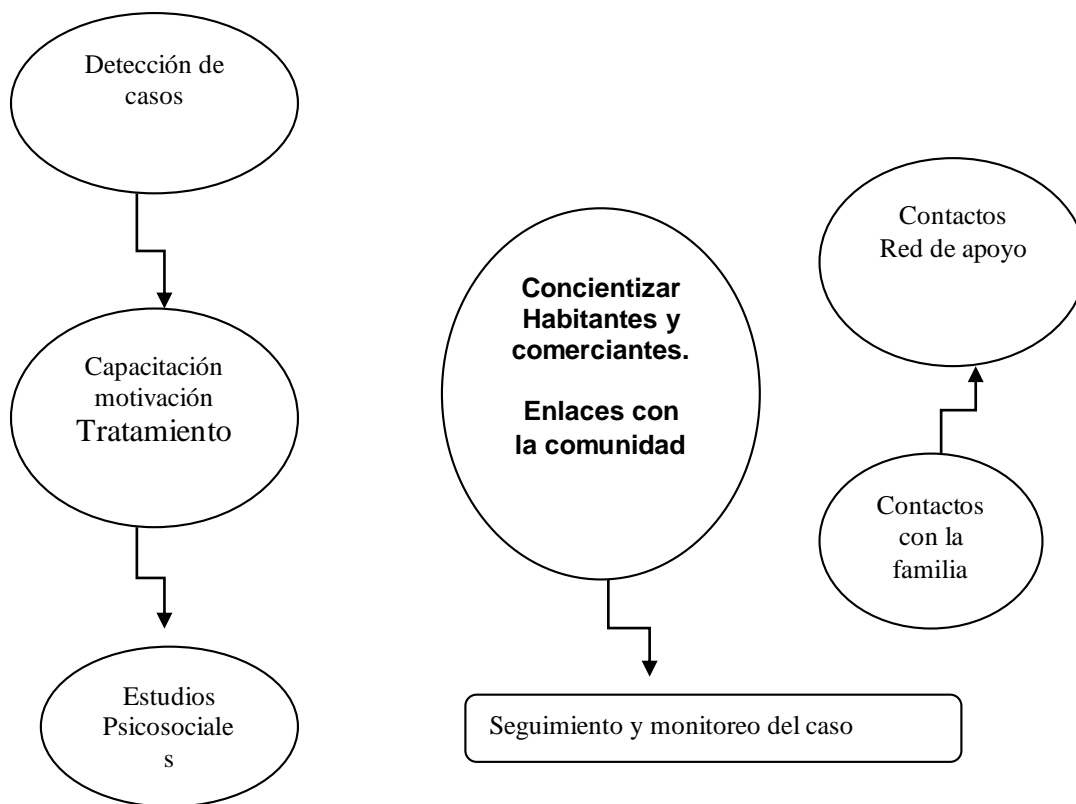 Detección de
casos
Capacitación
motivación
Tratamiento
Estudios
Psicosociale
s
Concientizar
Habitantes y
comerciantes.
Enlaces con
la comunidad
Seguimiento y monitoreo del caso
Contactos
Red de apoyo
Contactos
con la
familia